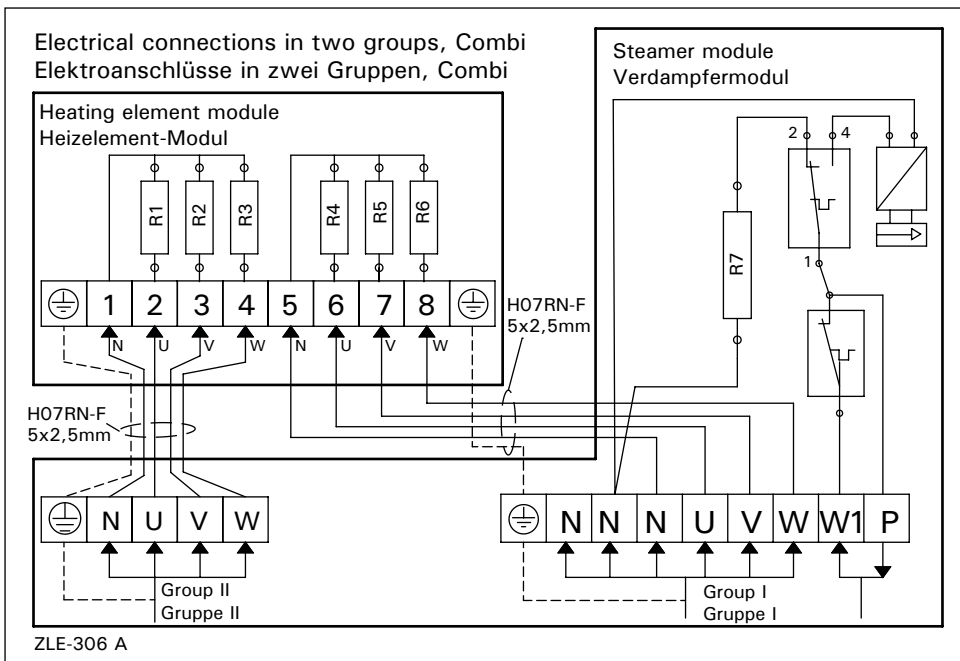 Electrical connections in two groups, Combi
Elektroanschlüsse in zwei Gruppen, Combi
Steamer module
Verdampfermodul
Heating element module
Heizelement-Modul
2 4
R1 R2 R3 R4 R5 R6
R7
1
1 2 3 4 5 6 7 8
N U V W N U V W
H07RN-F
5x2,5mm
H07RN-F
5x2,5mm
N U V W
N N N U V W W1 P
Group II
Gruppe II
Group I
Gruppe I
ZLE-306 A